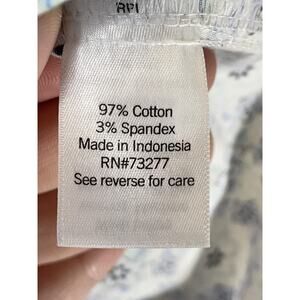 97% Cotton
3% Spandex
Made in Indonesia
RN#73277
See reverse for care